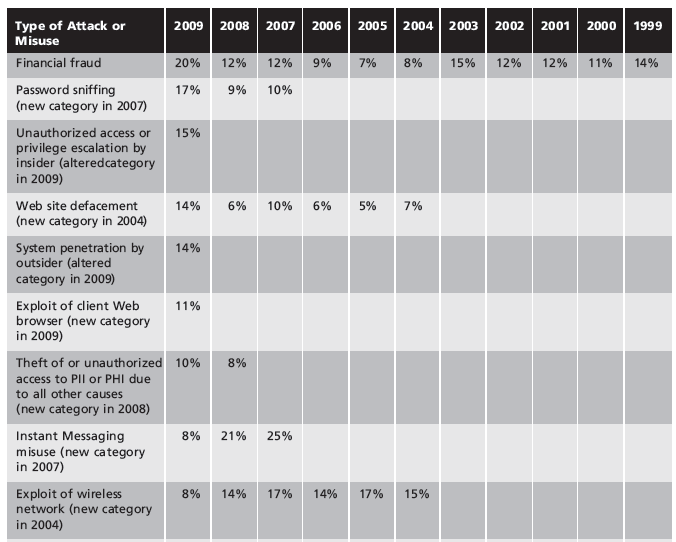 Type of Attack or 2009 2008 2007 2006 2005 2004 2003 2002 2001 2000 1999
Misuse
Financial fraud 20% 12% 12% 9% 7% 8% 15% 12% 12% 11% 14%
Password sniffing 17% 9% 10%
(new category in 2007)
Unauthorized access or 15%
privilege escalation by
insider (alteredcategory
in 2009)
Web site defacement 14% 6% 10% 6% 5% 7%
(new category in 2004)
System penetration by 14%
outsider (altered
category in 2009)
Exploit of client Web 11%
browser (new category
in 2009)
Theft of or unauthorized 10% 8%
access to PII or PHI due
to all other causes
(new category in 2008)
Instant Messaging 8% 21% 25%
misuse (new category
in 2007)
Exploit of wireless 8% 14% 17% 14% 17% 15%
network (new category
in 2004)